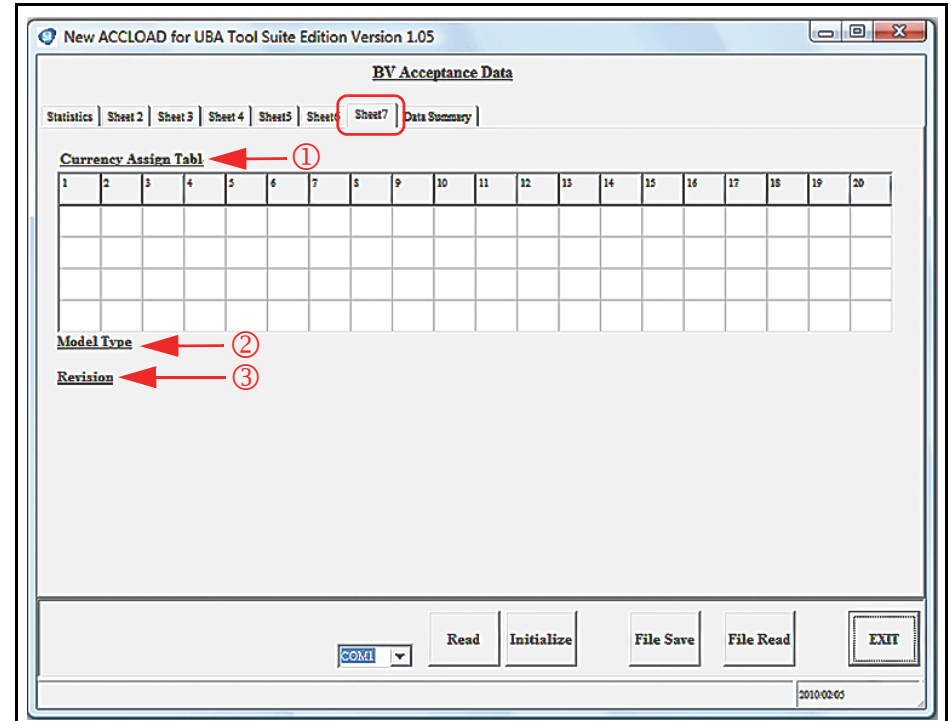 New ACCLOAD for UBA Tool Suite Edition Version 1.05
BV Acceptance Data
Statistics Sheet 2 Sheet 3 Sheet 4 Sheet5 Sheet6 Sheet7 Data Summary
Currency Assign Tabl ①
1 2 3 4 5 6 7 8 9 10 11 12 13 14 15 16 17 18 19 20
Model Type ②
Revision ③
COM1 Read Initialize File Save File Read EXIT
2010/02/05